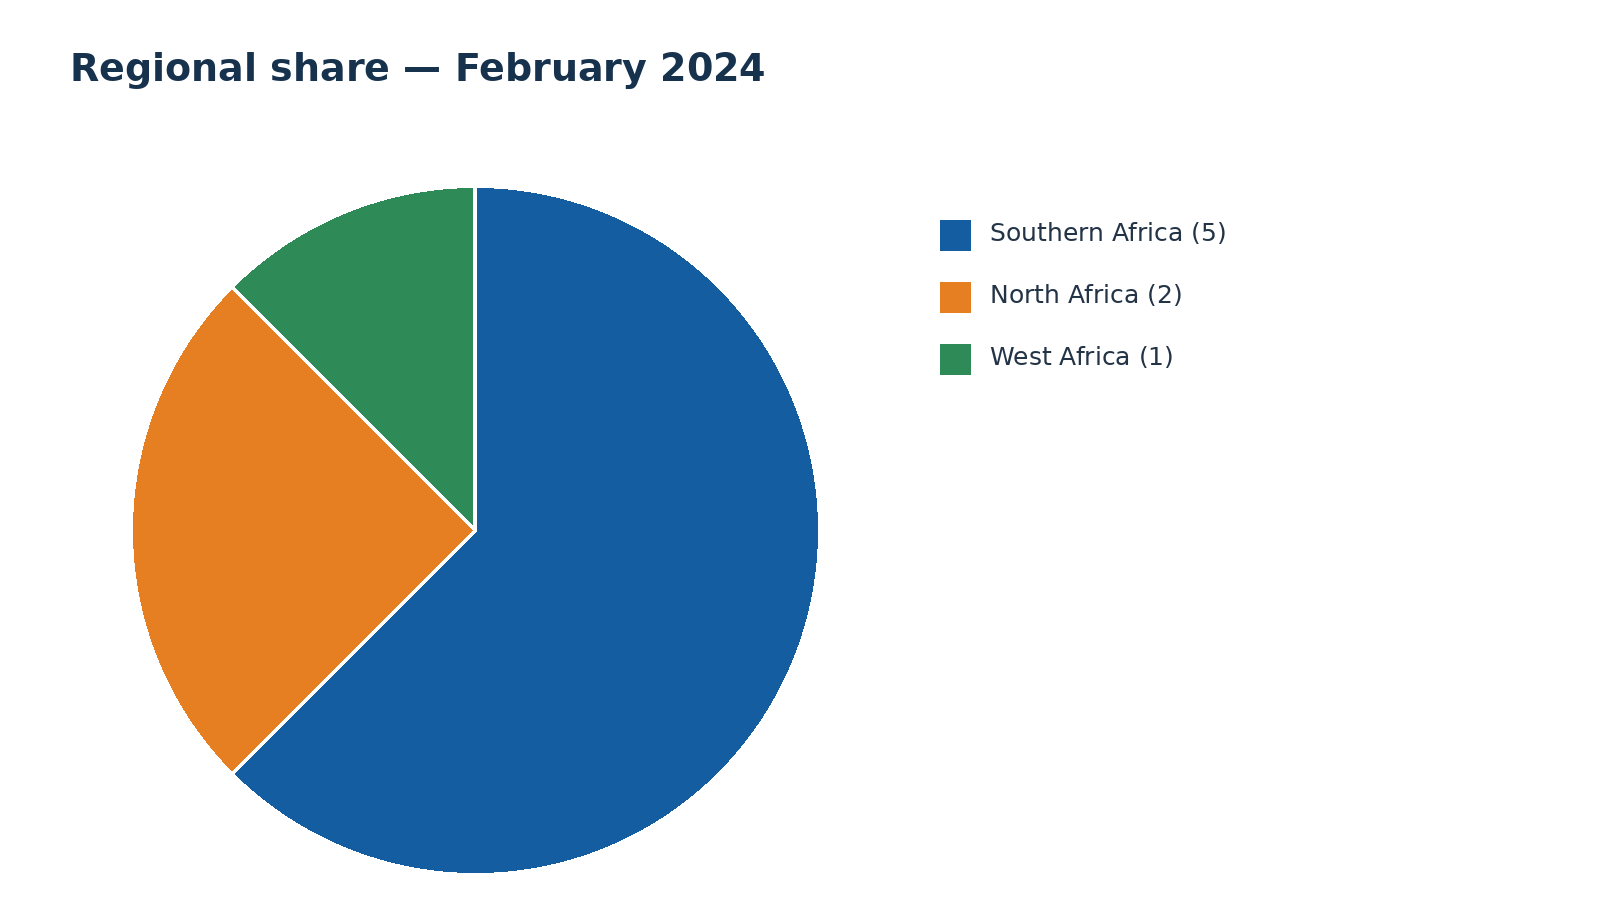 Regional share — February 2024
Southern Africa (5)
North Africa (2)
West Africa (1)